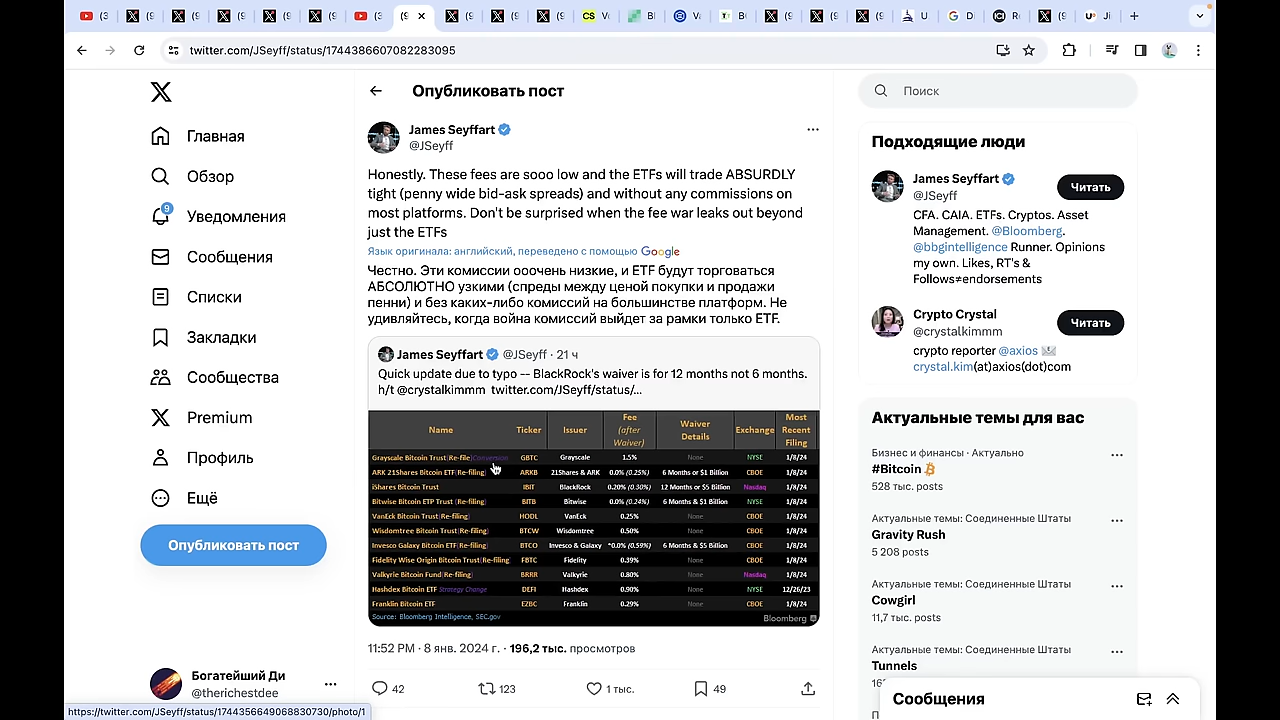 twitter.com/JSeyff/status/1744386607082283095
Главная
Обзор
9
Уведомления
Сообщения
Списки
Закладки
Сообщества
Premium
Профиль
Ещё
Опубликовать пост
Богатейший Ди
@therichestdee
https://twitter.com/JSeyff/status/1744356649068830730/photo/1
Опубликовать пост
James Seyffart
@JSeyff
Honestly. These fees are sooo low and the ETFs will trade ABSURDLY
tight (penny wide bid-ask spreads) and without any commissions on
most platforms. Don't be surprised when the fee war leaks out beyond
just the ETFs
Язык оригинала: английский, переведено с помощью Google
Честно. Эти комиссии ооочень низкие, и ETF будут торговаться
АБСОЛЮТНО узкими (спреды между ценой покупки и продажи
пенни) и без каких-либо комиссий на большинстве платформ. Не
удивляйтесь, когда война комиссий выйдет за рамки только ETF.
James Seyffart @JSeyff · 21 ч
Quick update due to typo -- BlackRock's waiver is for 12 months not 6 months.
h/t @crystalkimmm twitter.com/JSeyff/status/...
Name Ticker Issuer Fee (after Waiver) Waiver Details Exchange Most Recent Filing
Grayscale Bitcoin Trust (Re-file) Conversion GBTC Grayscale 1.5% None NYSE 1/8/24
ARK 21Shares Bitcoin ETF (Re-filing) ARKB 21Shares & ARK 0.0% (0.25%) 6 Months or $1 Billion CBOE 1/8/24
iShares Bitcoin Trust IBIT BlackRock 0.20% (0.30%) 12 Months or $5 Billion Nasdaq 1/8/24
Bitwise Bitcoin ETP Trust (Re-filing) BITB Bitwise 0.0% (0.24%) 6 Months & $1 Billion NYSE 1/8/24
VanEck Bitcoin Trust (Re-filing) HODL VanEck 0.25% None CBOE 1/8/24
Wisdomtree Bitcoin Trust (Re-filing) BTCW Wisdomtree 0.50% None CBOE 1/8/24
Invesco Galaxy Bitcoin ETF (Re-filing) BTCO Invesco & Galaxy *0.0% (0.59%) 6 Months & $5 Billion CBOE 1/8/24
Fidelity Wise Origin Bitcoin Trust (Re-filing) FBTC Fidelity 0.39% None CBOE 1/8/24
Valkyrie Bitcoin Fund (Re-filing) BRRR Valkyrie 0.80% None Nasdaq 1/8/24
Hashdex Bitcoin ETF Strategy Change DEFI Hashdex 0.90% None NYSE 12/26/23
Franklin Bitcoin ETF EZBC Franklin 0.29% None CBOE 1/8/24
Source: Bloomberg Intelligence, SEC.gov
Bloomberg
11:52 PM · 8 янв. 2024 г. · 196,2 тыс. просмотров
42 123 1 тыс. 49
Поиск
Подходящие люди
James Seyffart
@JSeyff
Читать
CFA. CAIA. ETFs. Cryptos. Asset
Management. @Bloomberg.
@bbgintelligence Runner. Opinions
my own. Likes, RT's &
Follows≠endorsements
Crypto Crystal
@crystalkimmm
Читать
crypto reporter @axios
crystal.kim(at)axios(dot)com
Актуальные темы для вас
Бизнес и финансы · Актуально
#Bitcoin
528 тыс. posts
Актуальные темы: Соединенные Штаты
Gravity Rush
5 208 posts
Актуальные темы: Соединенные Штаты
Cowgirl
11,7 тыс. posts
Актуальные темы: Соединенные Штаты
Tunnels
Сообщения